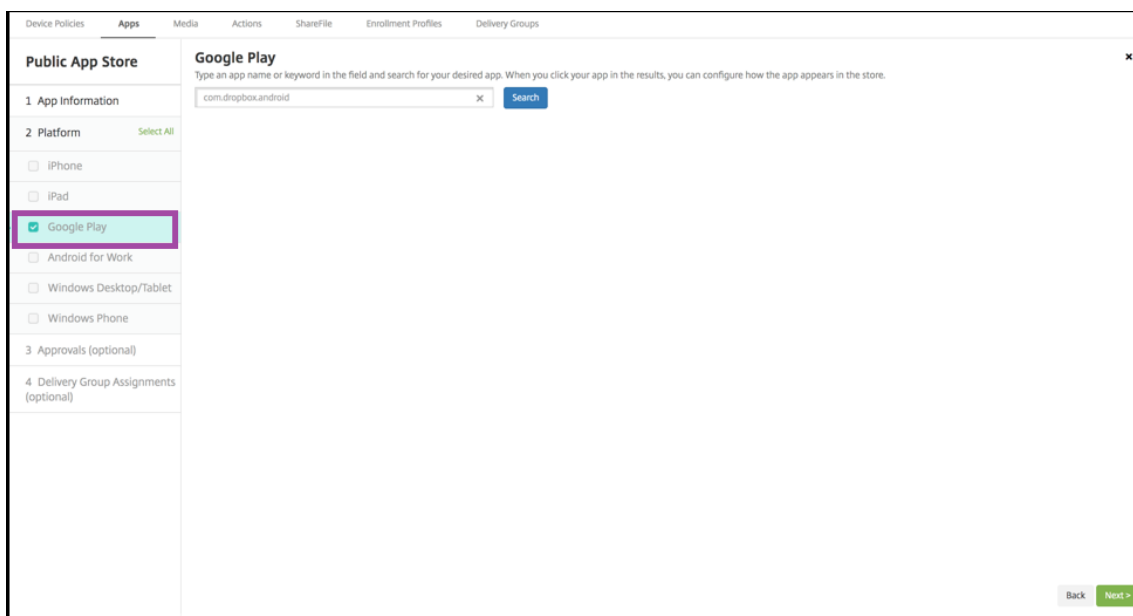 Device Policies Apps Media Actions ShareFile Enrollment Profiles Delivery Groups
Public App Store
1 App Information
2 Platform Select All
iPhone
iPad
Google Play
Android for Work
Windows Desktop/Tablet
Windows Phone
3 Approvals (optional)
4 Delivery Group Assignments
(optional)
Google Play
Type an app name or keyword in the field and search for your desired app. When you click your app in the results, you can configure how the app appears in the store.
com.dropbox.android Search
Back Next >